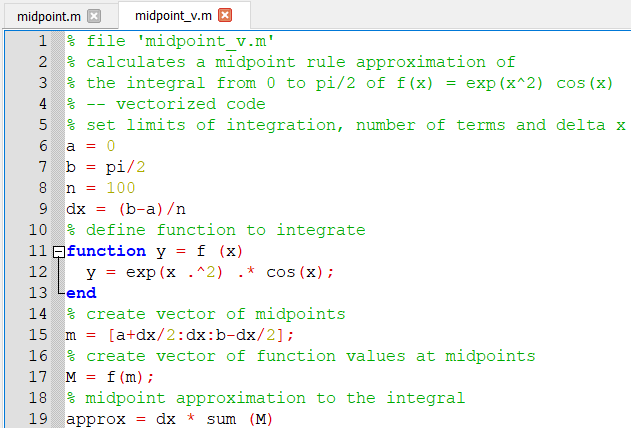 midpoint.m midpoint_v.m
1 % file 'midpoint_v.m'
2 % calculates a midpoint rule approximation of
3 % the integral from 0 to pi/2 of f(x) = exp(x^2) cos(x)
4 % -- vectorized code
5 % set limits of integration, number of terms and delta x
6 a = 0
7 b = pi/2
8 n = 100
9 dx = (b-a)/n
10 % define function to integrate
11 function y = f (x)
12   y = exp(x .^2) .* cos(x);
13 end
14 % create vector of midpoints
15 m = [a+dx/2:dx:b-dx/2];
16 % create vector of function values at midpoints
17 M = f(m);
18 % midpoint approximation to the integral
19 approx = dx * sum (M)